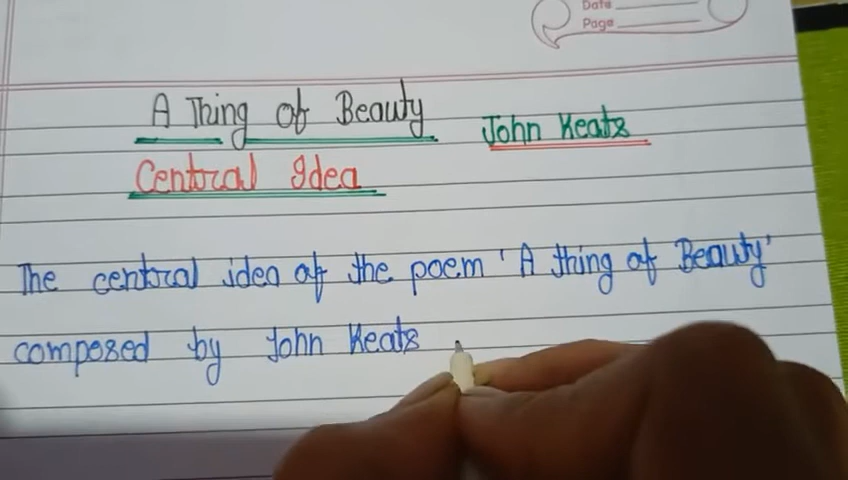 Date
Page
A Thing of Beauty
John Keats
Central Idea
The central idea of the poem 'A thing of Beauty'
composed by John Keats